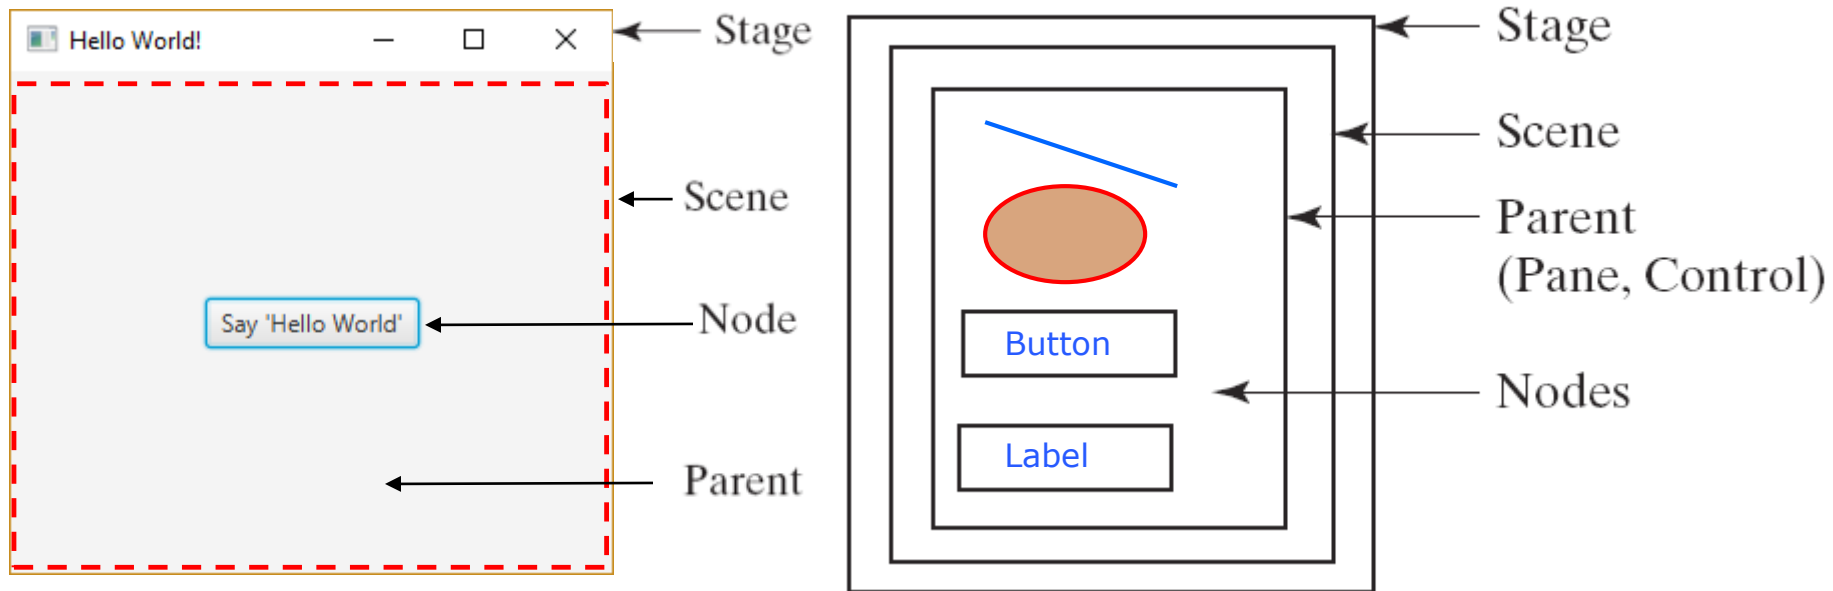 Hello World!
Stage
Scene
Say 'Hello World'
Node
Parent
Stage
Scene
Parent
(Pane, Control)
Button
Nodes
Label